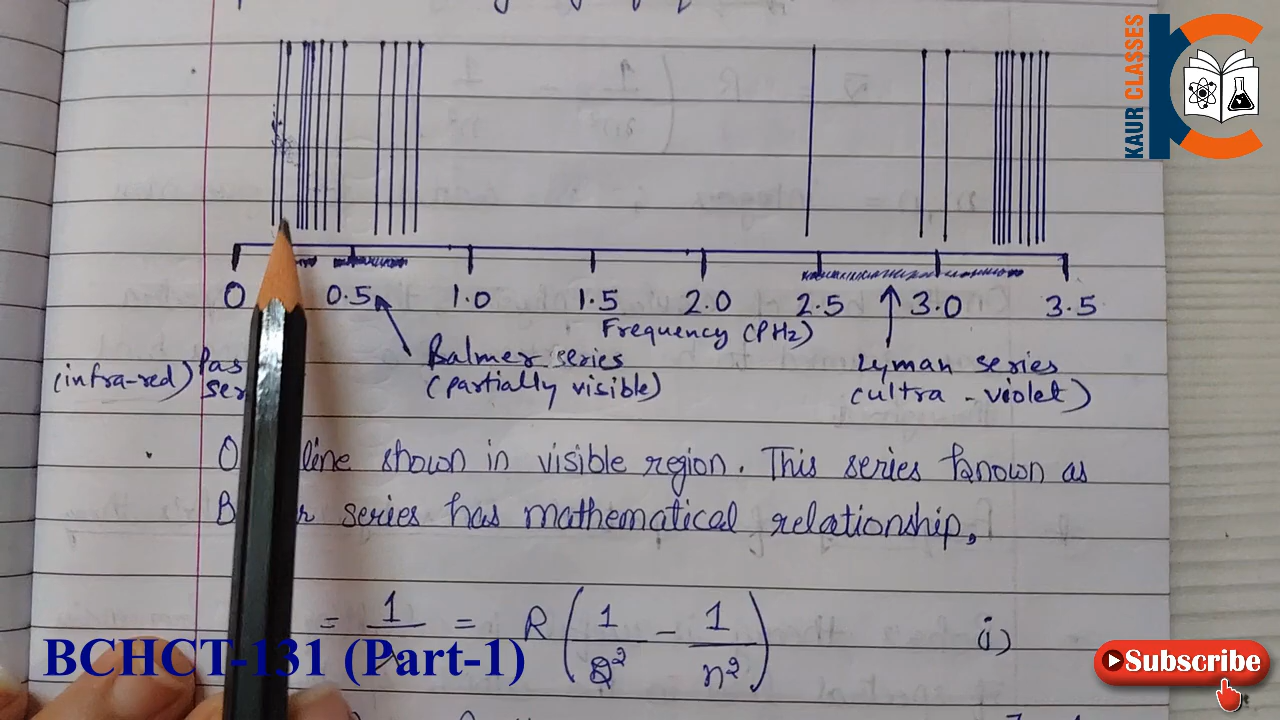 KAUR CLASSES
0 0.5 1.0 1.5 2.0 2.5 3.0 3.5
Frequency (PHz)
Balmer series
(partially visible)
Lyman series
(ultra-violet)
(infra-red)
line shown in visible region. This series known as
series has mathematical relationship,
= 1 = R (1/2² - 1/n²) (i)
BCHCT-131 (Part-1)
Subscribe